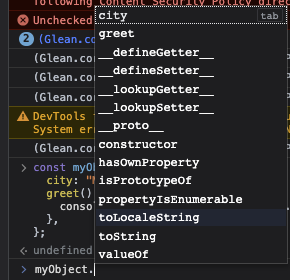 following Content Security Policy direc
Unchecked
city tab
greet
__defineGetter__
__defineSetter__
__lookupGetter__
__lookupSetter__
__proto__
constructor
hasOwnProperty
isPrototypeOf
propertyIsEnumerable
toLocaleString
toString
valueOf
2 (Glean.co
(Glean.co
(Glean.co
(Glean.co
DevTools
System err
(Glean.co
const myO
city: "M
greet()
conso
},
};
undefined
myObject.